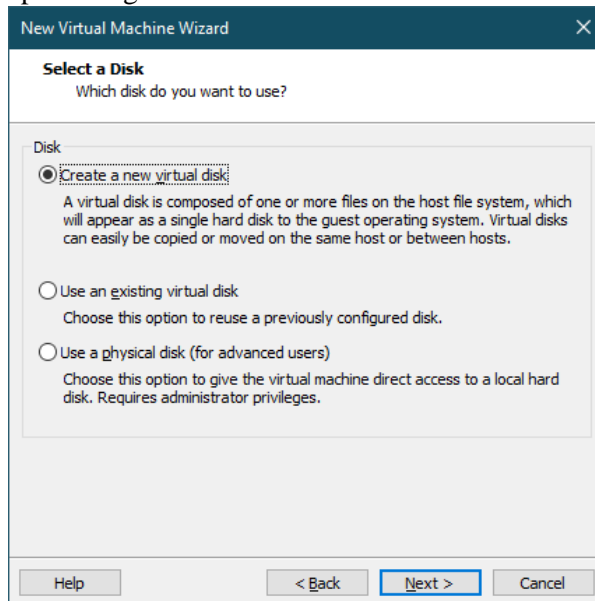 New Virtual Machine Wizard
Select a Disk
Which disk do you want to use?
Disk
Create a new virtual disk
A virtual disk is composed of one or more files on the host file system, which
will appear as a single hard disk to the guest operating system. Virtual disks
can easily be copied or moved on the same host or between hosts.
Use an existing virtual disk
Choose this option to reuse a previously configured disk.
Use a physical disk (for advanced users)
Choose this option to give the virtual machine direct access to a local hard
disk. Requires administrator privileges.
Help < Back Next > Cancel